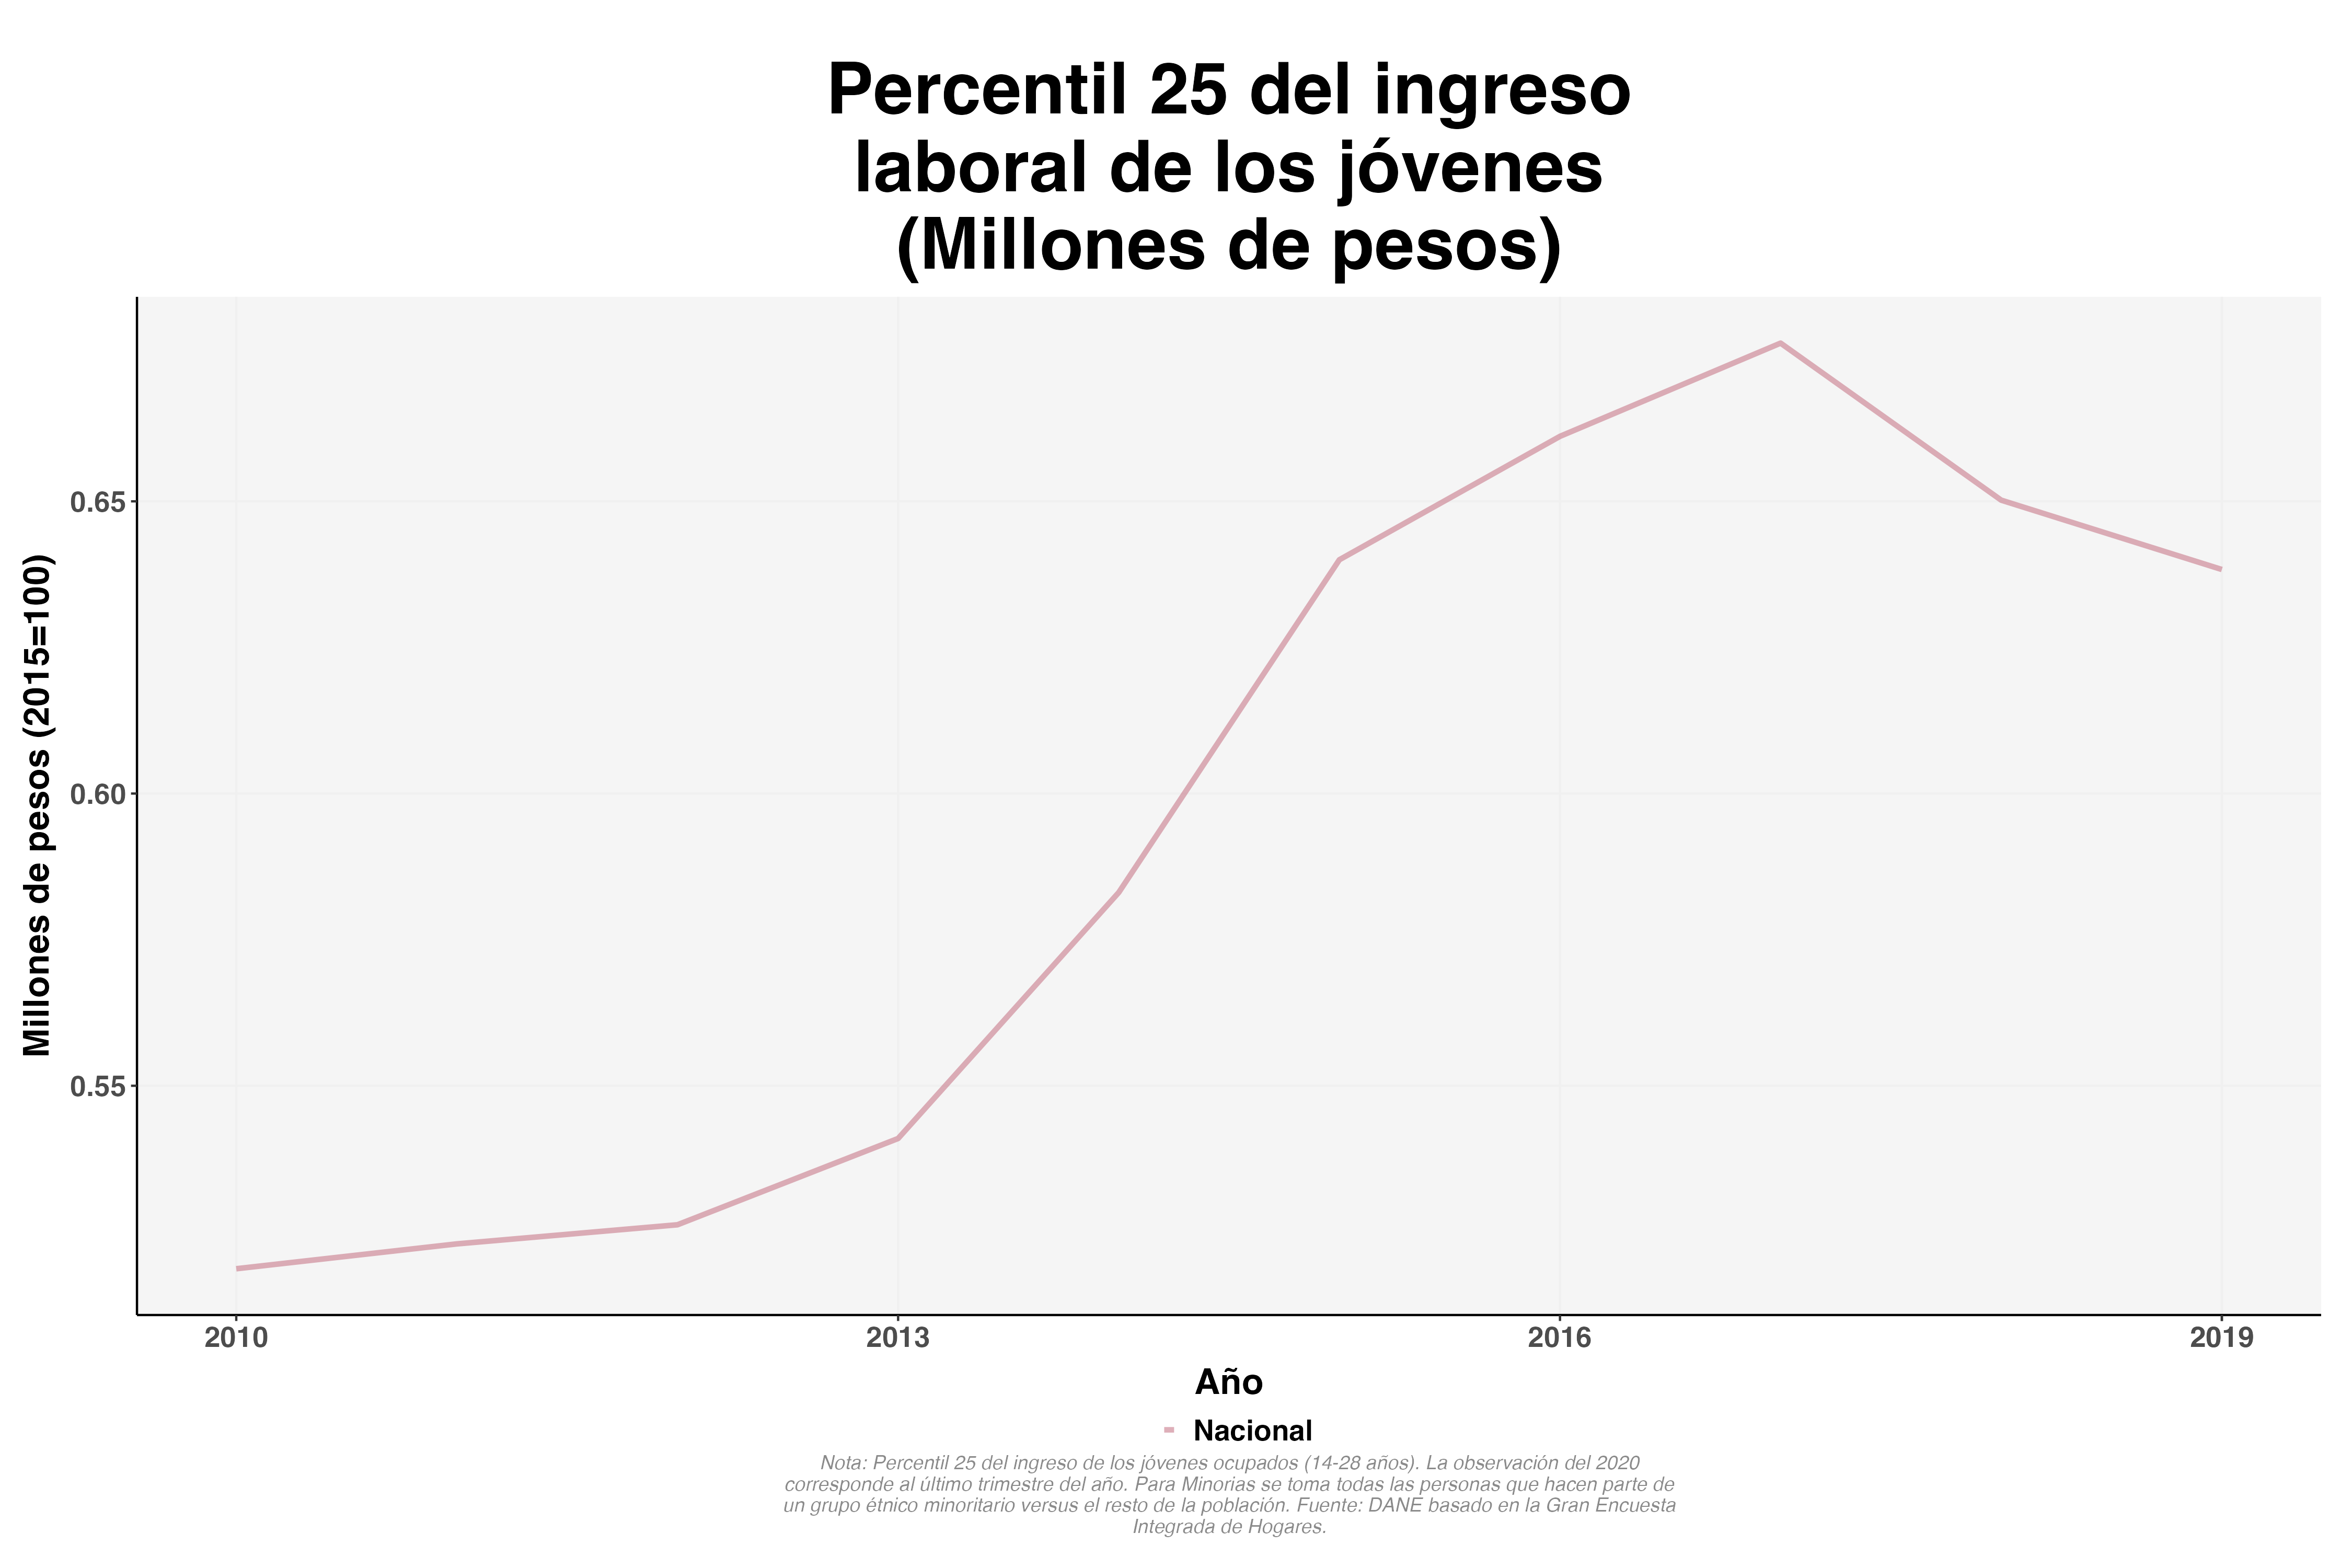 Percentil 25 del ingreso
laboral de los jóvenes
(Millones de pesos)
Millones de pesos (2015=100)
0.65
0.60
0.55
2010
2013
2016
2019
Año
Nacional
Nota: Percentil 25 del ingreso de los jóvenes ocupados (14-28 años). La observación del 2020
corresponde al último trimestre del año. Para Minorias se toma todas las personas que hacen parte de
un grupo étnico minoritario versus el resto de la población. Fuente: DANE basado en la Gran Encuesta
Integrada de Hogares.